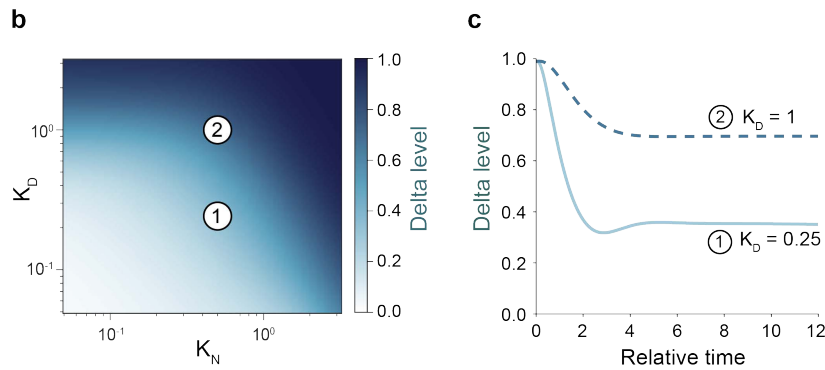 b
1.0
0.8
0.6
0.4
0.2
0.0
Delta level
10⁰
10⁻¹
K_D
10⁻¹
10⁰
K_N
1
2
c
1.0
0.8
0.6
0.4
0.2
0.0
Delta level
2 K_D = 1
1 K_D = 0.25
0 2 4 6 8 10 12
Relative time